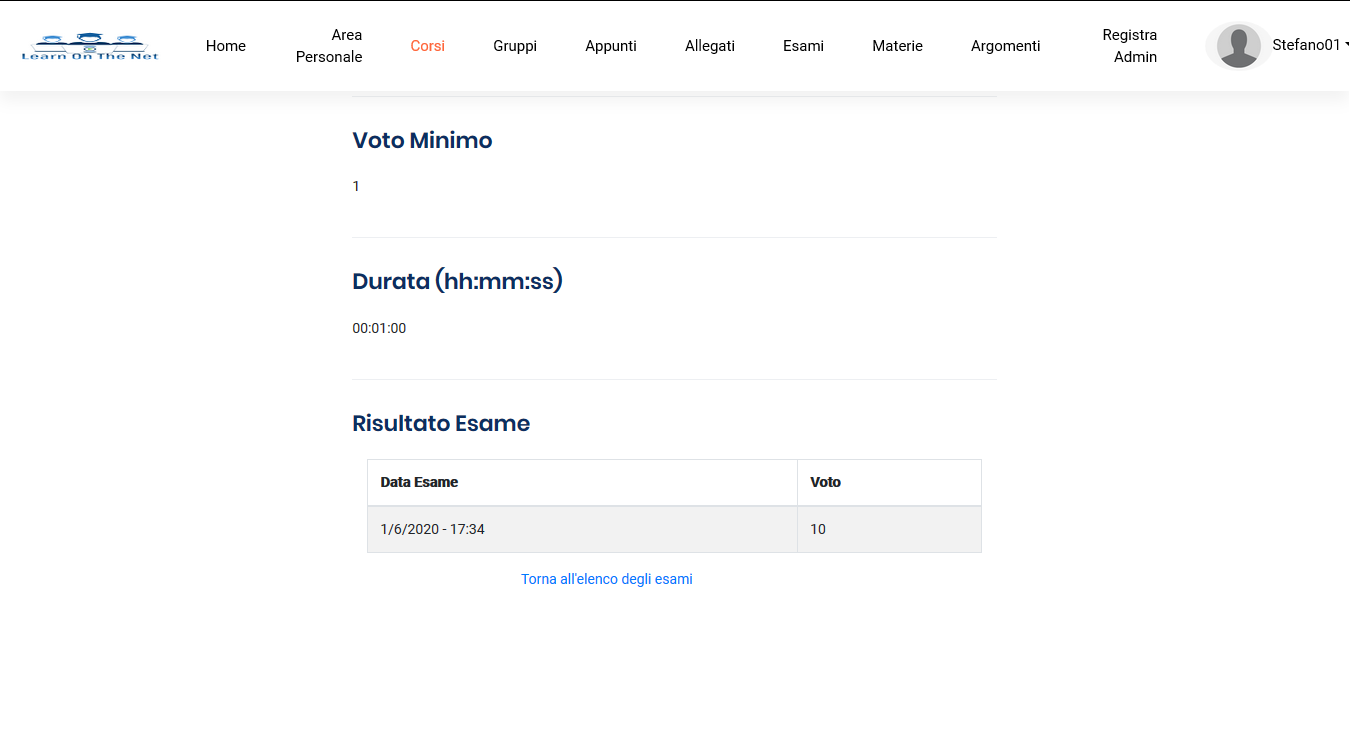 Learn On The Net
Home
Area
Personale
Corsi
Gruppi
Appunti
Allegati
Esami
Materie
Argomenti
Registra
Admin
Stefano01
Voto Minimo
1
Durata (hh:mm:ss)
00:01:00
Risultato Esame
Data Esame Voto
1/6/2020 - 17:34 10
Torna all'elenco degli esami